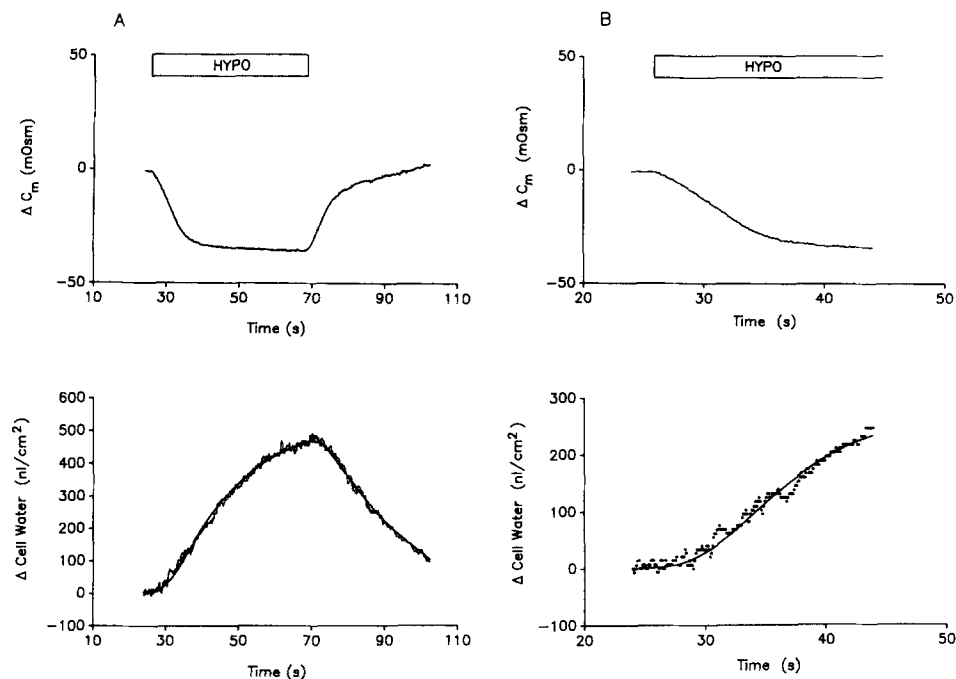 A
50
HYPO
0
−50
Δ Cm (mOsm)
10 30 50 70 90 110
Time (s)
B
50
HYPO
0
−50
Δ Cm (mOsm)
20 30 40 50
Time (s)
600
500
400
300
200
100
0
−100
Δ Cell Water (nl/cm²)
10 30 50 70 90 110
Time (s)
300
200
100
0
−100
Δ Cell Water (nl/cm²)
20 30 40 50
Time (s)